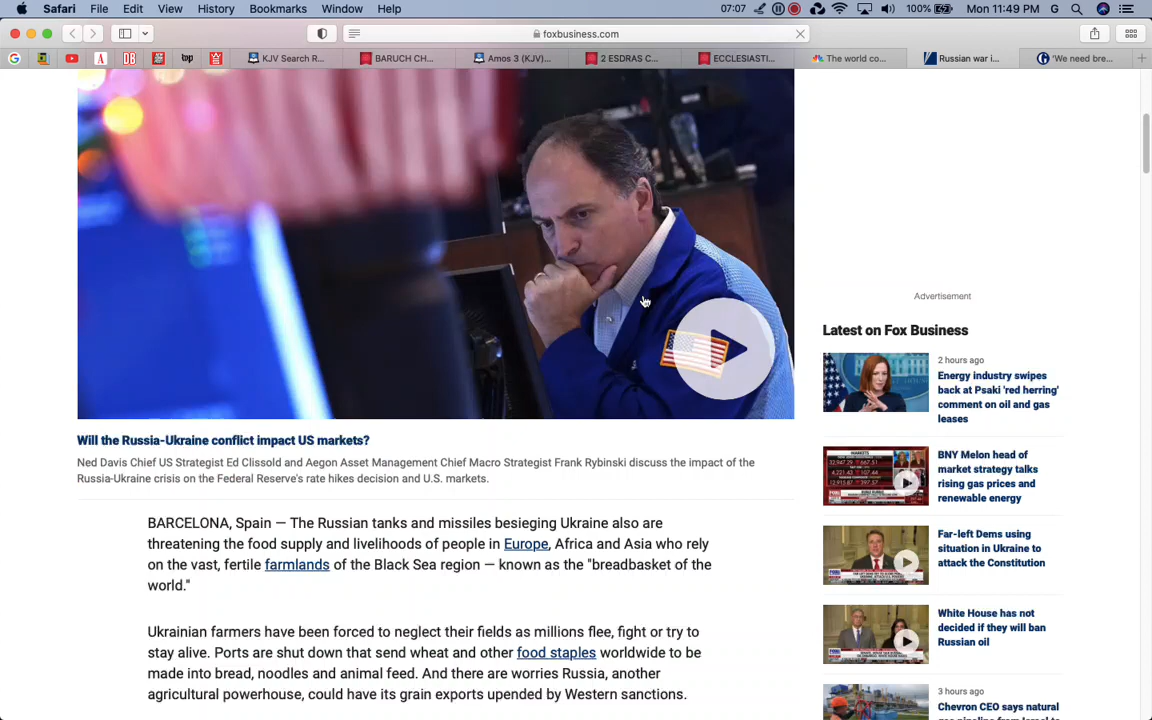 Safari File Edit View History Bookmarks Window Help 07:07 100% Mon 11:49 PM G
foxbusiness.com
G A DB top KJV Search R... BARUCH CH... Amos 3 (KJV)... 2 ESDRAS C... ECCLESIASTI... The world co... Russian war i... 'We need bre...
Advertisement
Latest on Fox Business
2 hours ago
Energy industry swipes
back at Psaki 'red herring'
comment on oil and gas
leases
BNY Melon head of
market strategy talks
rising gas prices and
renewable energy
Far-left Dems using
situation in Ukraine to
attack the Constitution
White House has not
decided if they will ban
Russian oil
3 hours ago
Chevron CEO says natural
Will the Russia-Ukraine conflict impact US markets?
Ned Davis Chief US Strategist Ed Clissold and Aegon Asset Management Chief Macro Strategist Frank Rybinski discuss the impact of the
Russia-Ukraine crisis on the Federal Reserve's rate hikes decision and U.S. markets.
BARCELONA, Spain — The Russian tanks and missiles besieging Ukraine also are
threatening the food supply and livelihoods of people in Europe, Africa and Asia who rely
on the vast, fertile farmlands of the Black Sea region — known as the "breadbasket of the
world."
Ukrainian farmers have been forced to neglect their fields as millions flee, fight or try to
stay alive. Ports are shut down that send wheat and other food staples worldwide to be
made into bread, noodles and animal feed. And there are worries Russia, another
agricultural powerhouse, could have its grain exports upended by Western sanctions.